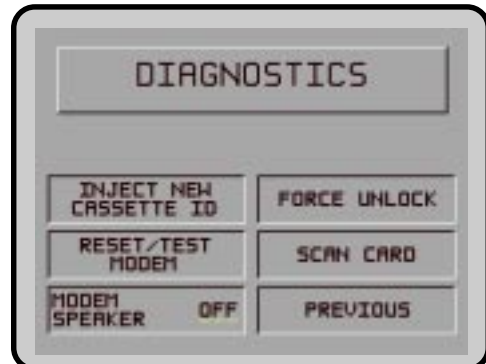 DIAGNOSTICS
INJECT NEW
CASSETTE ID
FORCE UNLOCK
RESET/TEST
MODEM
SCAN CARD
MODEM
SPEAKER OFF
PREVIOUS